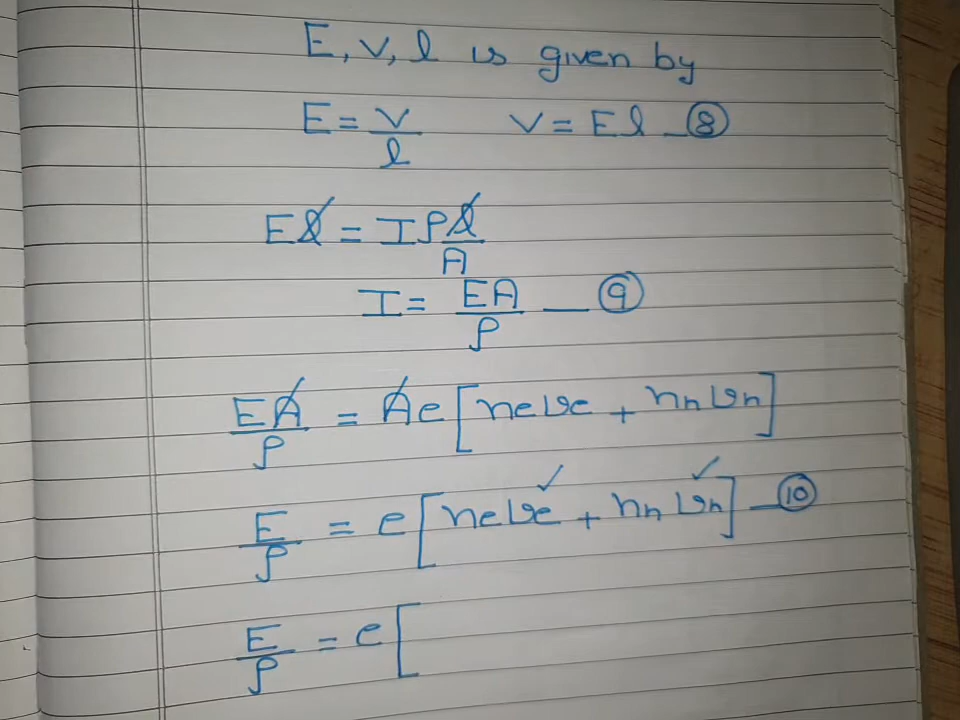 E, V, l is given by
E = V/l V = El — ⑧
El = Iρl/A
I = EA/ρ — ⑨
EA/ρ = Ae[neve + nhvh]
E/ρ = e[neve✓ + nhvh✓] — ⑩
E/ρ = e[